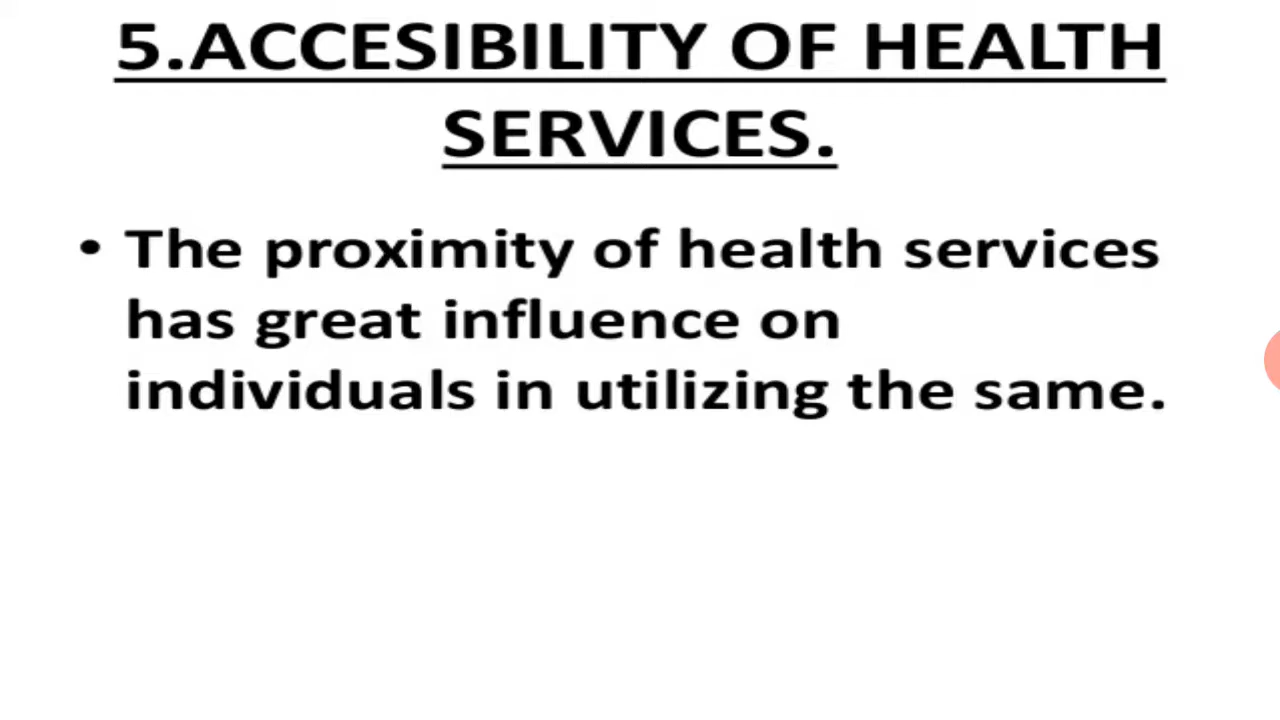 5.ACCESIBILITY OF HEALTH
SERVICES.
• The proximity of health services
has great influence on
individuals in utilizing the same.